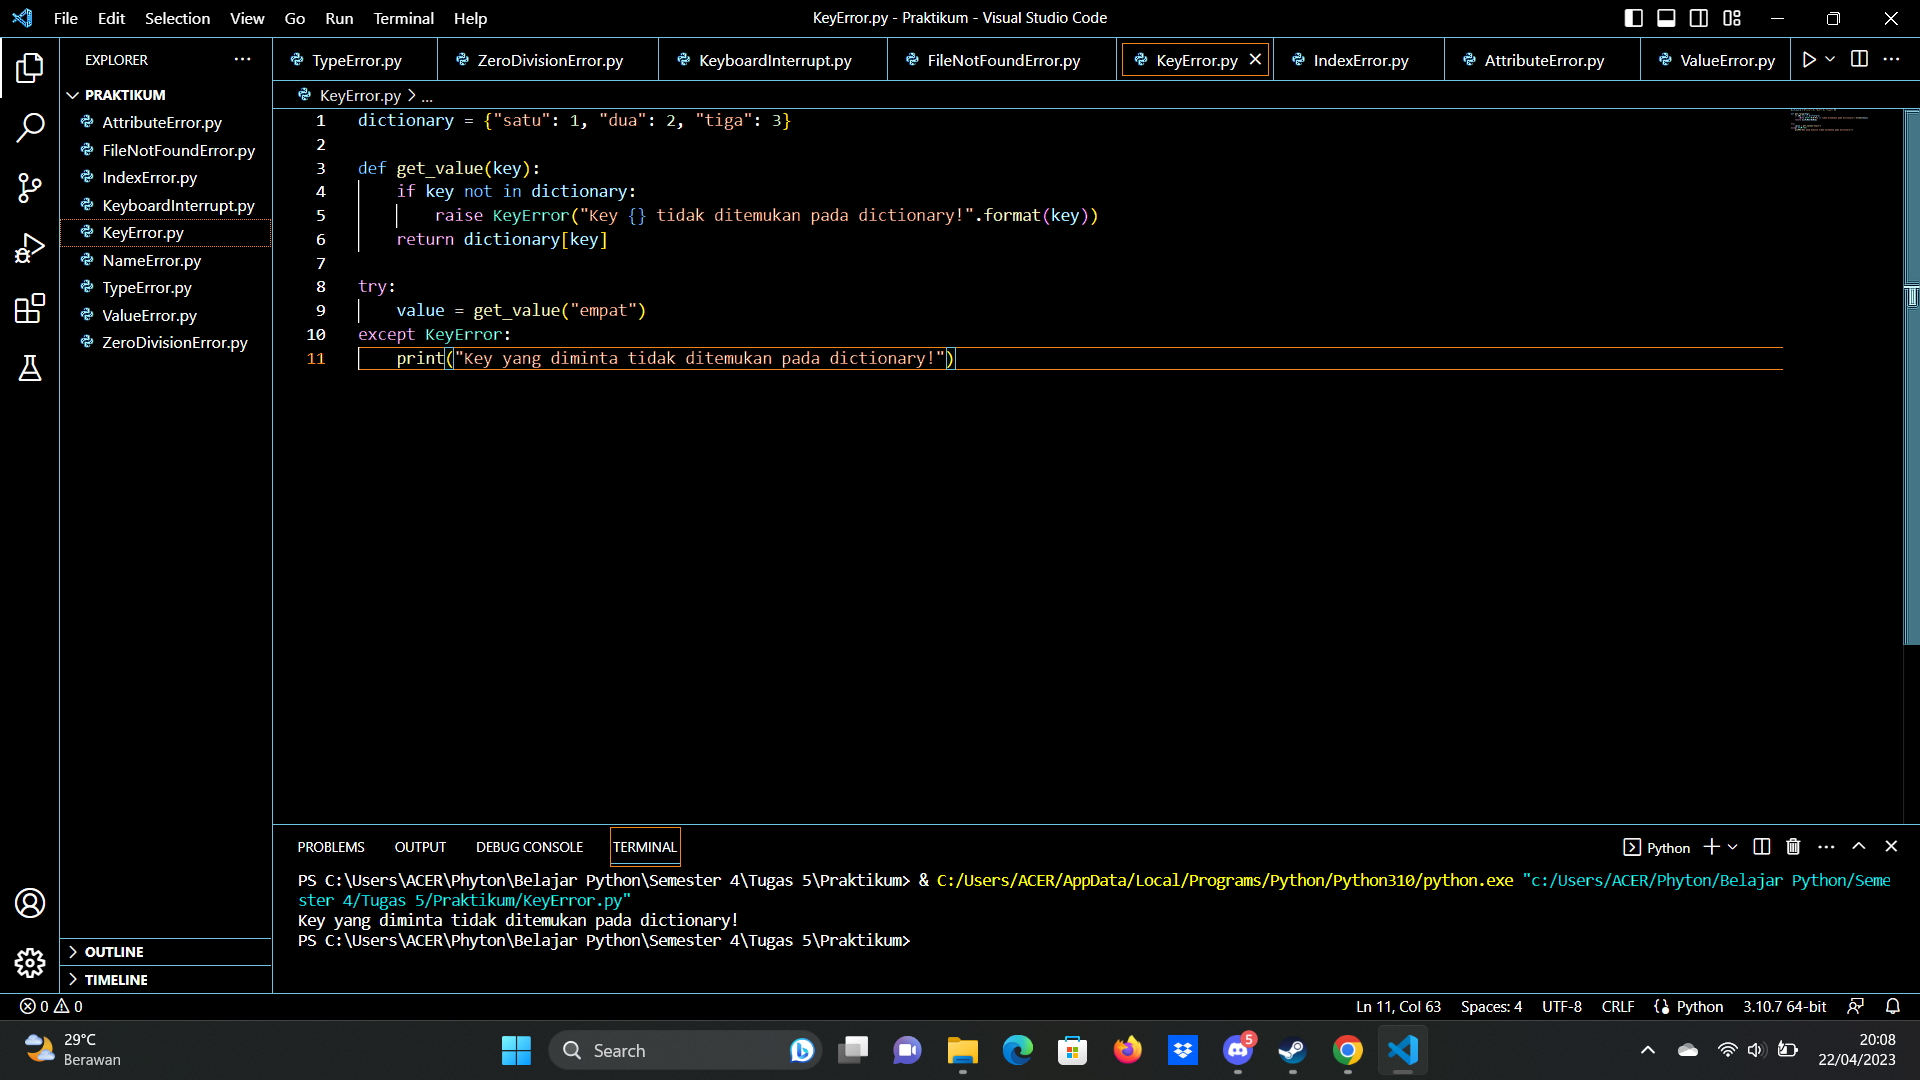 File Edit Selection View Go Run Terminal Help
KeyError.py - Praktikum - Visual Studio Code
EXPLORER
PRAKTIKUM
AttributeError.py
FileNotFoundError.py
IndexError.py
KeyboardInterrupt.py
KeyError.py
NameError.py
TypeError.py
ValueError.py
ZeroDivisionError.py
OUTLINE
TIMELINE
TypeError.py ZeroDivisionError.py KeyboardInterrupt.py FileNotFoundError.py KeyError.py IndexError.py AttributeError.py ValueError.py
KeyError.py > ...
1 dictionary = {"satu": 1, "dua": 2, "tiga": 3}
2
3 def get_value(key):
4     if key not in dictionary:
5         raise KeyError("Key {} tidak ditemukan pada dictionary!".format(key))
6     return dictionary[key]
7
8 try:
9     value = get_value("empat")
10 except KeyError:
11     print("Key yang diminta tidak ditemukan pada dictionary!")
PROBLEMS OUTPUT DEBUG CONSOLE TERMINAL
Python
PS C:\Users\ACER\Phyton\Belajar Python\Semester 4\Tugas 5\Praktikum> & C:/Users/ACER/AppData/Local/Programs/Python/Python310/python.exe "c:/Users/ACER/Phyton/Belajar Python/Seme
ster 4/Tugas 5/Praktikum/KeyError.py"
Key yang diminta tidak ditemukan pada dictionary!
PS C:\Users\ACER\Phyton\Belajar Python\Semester 4\Tugas 5\Praktikum>
0 0
Ln 11, Col 63 Spaces: 4 UTF-8 CRLF Python 3.10.7 64-bit
29°C
Berawan
Search
5
20:08
22/04/2023